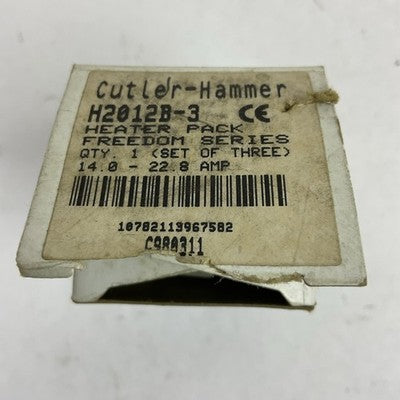 Cutler-Hammer
H2012B-3 CE
HEATER PACK
FREEDOM SERIES
QTY. 1 (SET OF THREE)
14.0 - 22.8 AMP
10782113967582
C980311